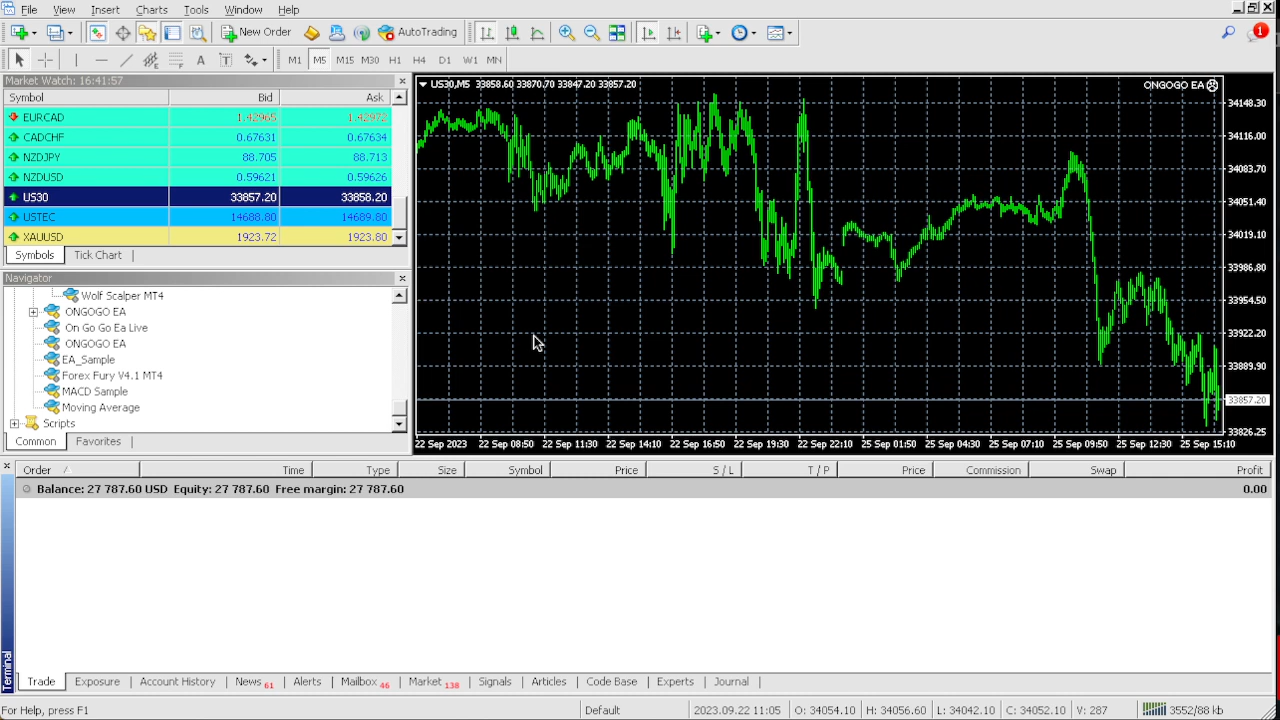 File View Insert Charts Tools Window Help
New Order AutoTrading 1
A T M1 M5 M15 M30 H1 H4 D1 W1 MN
Market Watch: 16:41:57
Symbol Bid Ask
EURCAD 1.42965 1.42972
CADCHF 0.67631 0.67634
NZDJPY 88.705 88.713
NZDUSD 0.59621 0.59626
US30 33857.20 33858.20
USTEC 14688.80 14689.80
XAUUSD 1923.72 1923.80
Symbols Tick Chart
Navigator
Wolf Scalper MT4
ONGOGO EA
On Go Go Ea Live
ONGOGO EA
EA_Sample
Forex Fury V4.1 MT4
MACD Sample
Moving Average
Scripts
Common Favorites
US30,M5 33858.60 33870.70 33847.20 33857.20
ONGOGO EA
34148.30
34116.00
34083.70
34051.40
34019.10
33986.80
33954.50
33922.20
33889.90
33857.20
33826.25
22 Sep 2023 22 Sep 08:50 22 Sep 11:30 22 Sep 14:10 22 Sep 16:50 22 Sep 19:30 22 Sep 22:10 25 Sep 01:50 25 Sep 04:30 25 Sep 07:10 25 Sep 09:50 25 Sep 12:30 25 Sep 15:10
Order Time Type Size Symbol Price S / L T / P Price Commission Swap Profit
Balance: 27 787.60 USD Equity: 27 787.60 Free margin: 27 787.60 0.00
Terminal
Trade Exposure Account History News 61 Alerts Mailbox 46 Market 138 Signals Articles Code Base Experts Journal
For Help, press F1 Default 2023.09.22 11:05 O: 34054.10 H: 34056.60 L: 34042.10 C: 34052.10 V: 287 3552/88 kb